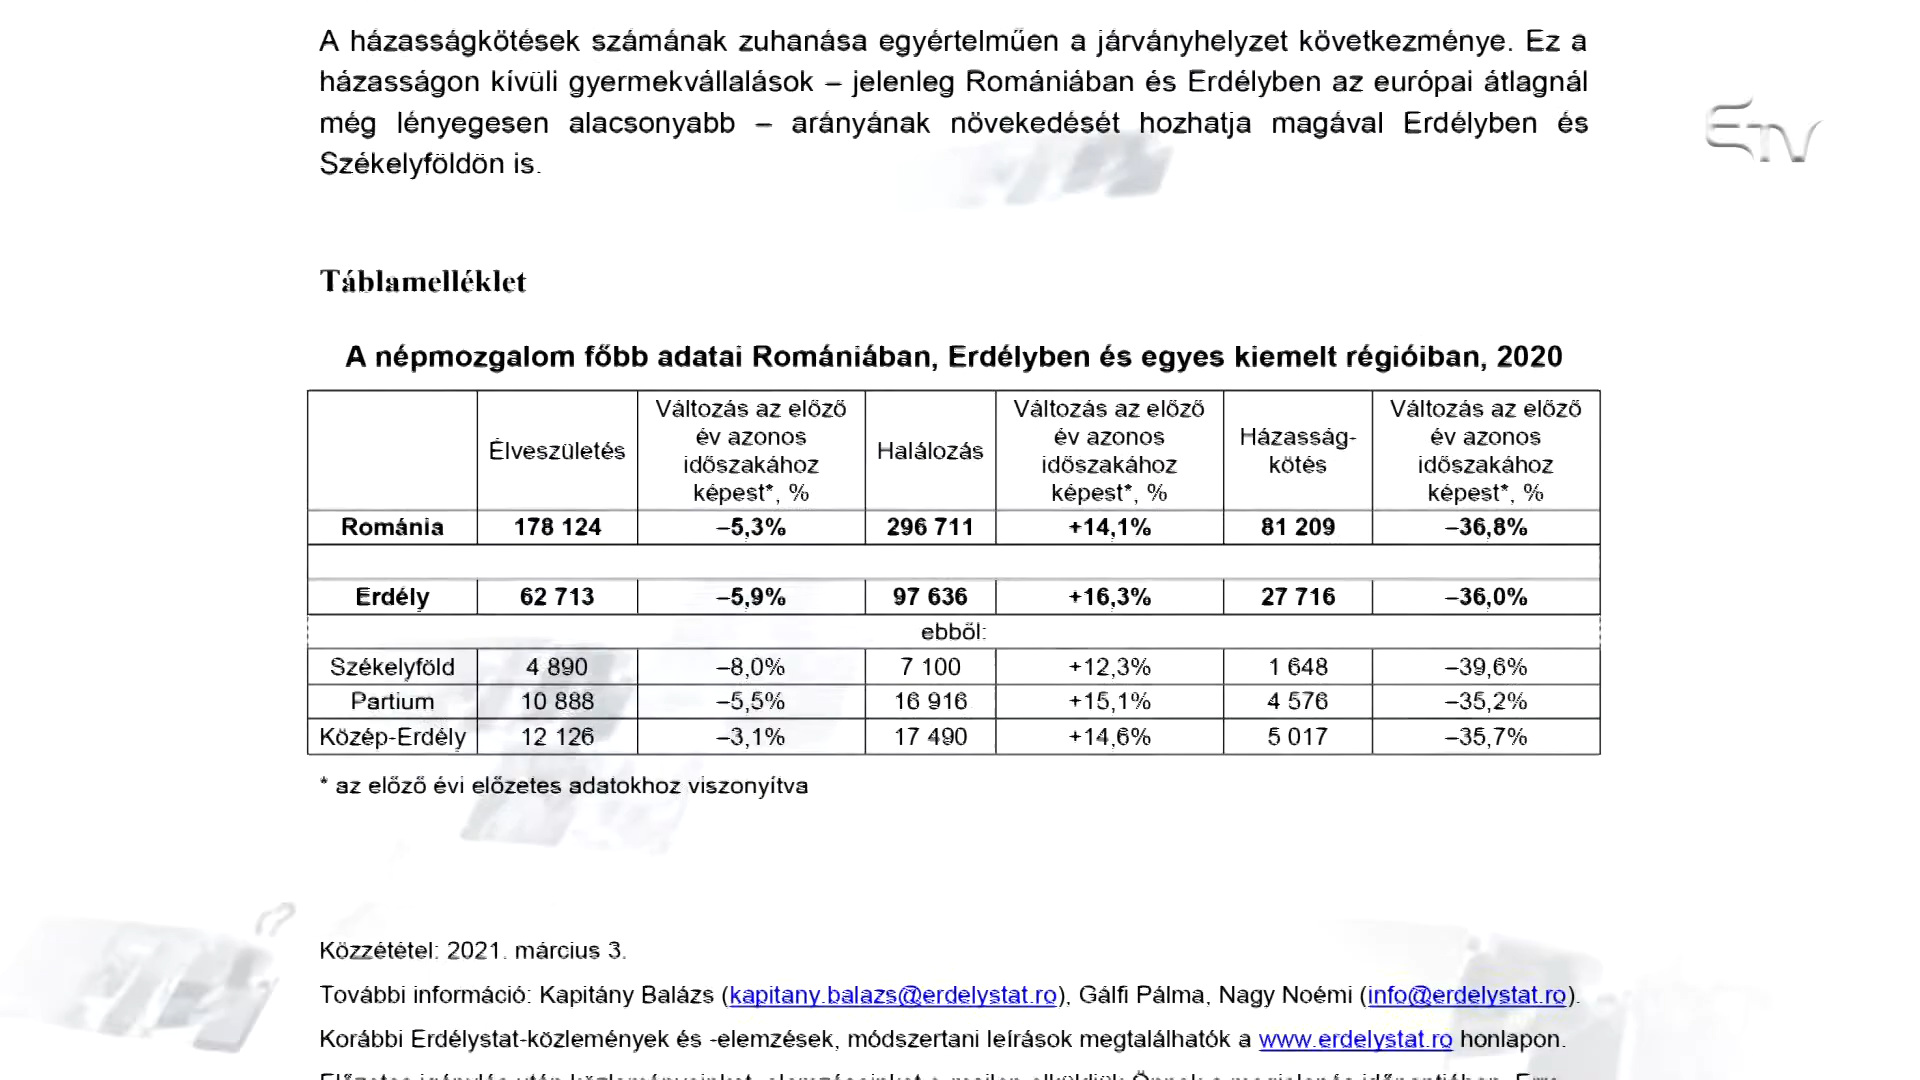 A házasságkötések számának zuhanása egyértelműen a járványhelyzet következménye. Ez a
házasságon kívüli gyermekvállalások – jelenleg Romániában és Erdélyben az európai átlagnál
még lényegesen alacsonyabb – arányának növekedését hozhatja magával Erdélyben és
Székelyföldön is.
ETV
Táblamelléklet
A népmozgalom főbb adatai Romániában, Erdélyben és egyes kiemelt régióiban, 2020
Élveszületés
Változás az előző
év azonos
időszakához
képest*, %
Halálozás
Változás az előző
év azonos
időszakához
képest*, %
Házasság-
kötés
Változás az előző
év azonos
időszakához
képest*, %
Románia 178 124 –5,3% 296 711 +14,1% 81 209 –36,8%
Erdély 62 713 –5,9% 97 636 +16,3% 27 716 –36,0%
ebből:
Székelyföld 4 890 –8,0% 7 100 +12,3% 1 648 –39,6%
Partium 10 888 –5,5% 16 916 +15,1% 4 576 –35,2%
Közép-Erdély 12 126 –3,1% 17 490 +14,6% 5 017 –35,7%
* az előző évi előzetes adatokhoz viszonyítva
Közzététel: 2021. március 3.
További információ: Kapitány Balázs (kapitany.balazs@erdelystat.ro), Gálfi Pálma, Nagy Noémi (info@erdelystat.ro).
Korábbi Erdélystat-közlemények és -elemzések, módszertani leírások megtalálhatók a www.erdelystat.ro honlapon.